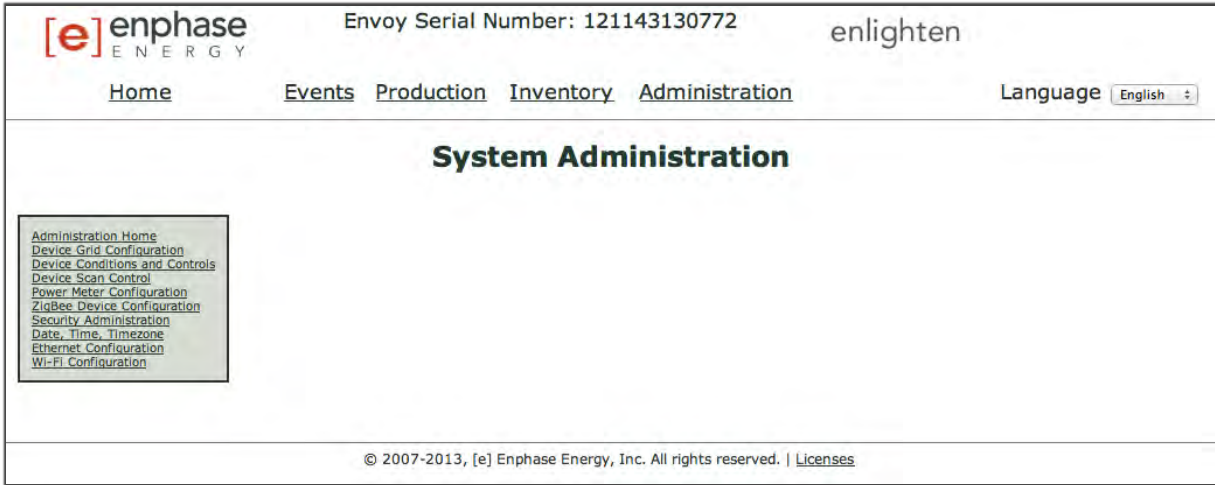 [e] enphase
ENERGY
Envoy Serial Number: 121143130772
enlighten
Home Events Production Inventory Administration Language English
System Administration
Administration Home
Device Grid Configuration
Device Conditions and Controls
Device Scan Control
Power Meter Configuration
ZigBee Device Configuration
Security Administration
Date, Time, Timezone
Ethernet Configuration
Wi-Fi Configuration
© 2007-2013, [e] Enphase Energy, Inc. All rights reserved. | Licenses